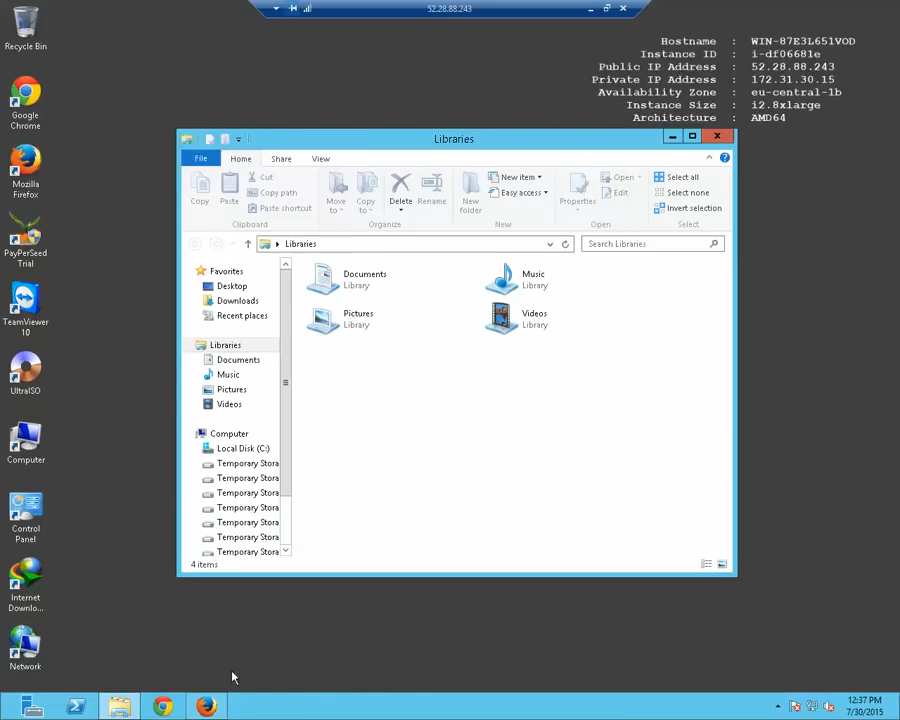 52.28.88.243
Hostname : WIN-87E3L651VOD
Instance ID : i-df06681e
Public IP Address : 52.28.88.243
Private IP Address : 172.31.30.15
Availability Zone : eu-central-1b
Instance Size : i2.8xlarge
Architecture : AMD64
Recycle Bin
Google
Chrome
Mozilla
Firefox
PayPerSeed
Trial
TeamViewer
10
UltraISO
Computer
Control
Panel
Internet
Downlo...
Network
Libraries
File Home Share View
Copy
Paste
Cut
Copy path
Paste shortcut
Clipboard
Move
to
Copy
to
Delete
Rename
Organize
New
folder
New item
Easy access
New
Properties
Open
Edit
Open
Select all
Select none
Invert selection
Select
Libraries
Search Libraries
Favorites
Desktop
Downloads
Recent places
Libraries
Documents
Music
Pictures
Videos
Computer
Local Disk (C:)
Temporary Stora
Temporary Stora
Temporary Stora
Temporary Stora
Temporary Stora
Temporary Stora
Temporary Stora
Documents
Library
Music
Library
Pictures
Library
Videos
Library
4 items
12:37 PM
7/30/2015